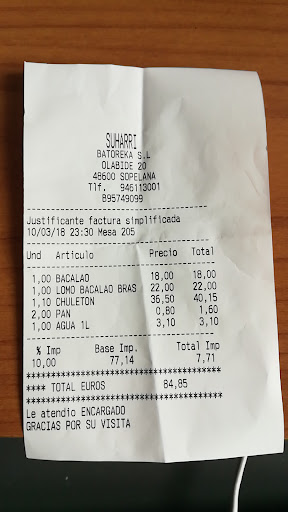 SUHARRI
BATOREKA S.L
OLABIDE 20
48600 SOPELANA
Tlf. 946113001
B95749099
Justificante factura simplificada
10/03/18 23:30 Mesa 205
Und Articulo Precio Total
1,00 BACALAO 18,00 18,00
1,00 LOMO BACALAO BRAS 22,00 22,00
1,10 CHULETON 36,50 40,15
2,00 PAN 0,80 1,60
1,00 AGUA 1L 3,10 3,10
% Imp Base Imp. Total Imp
10,00 77,14 7,71
**** TOTAL EUROS 84,85
Le atendio ENCARGADO
GRACIAS POR SU VISITA